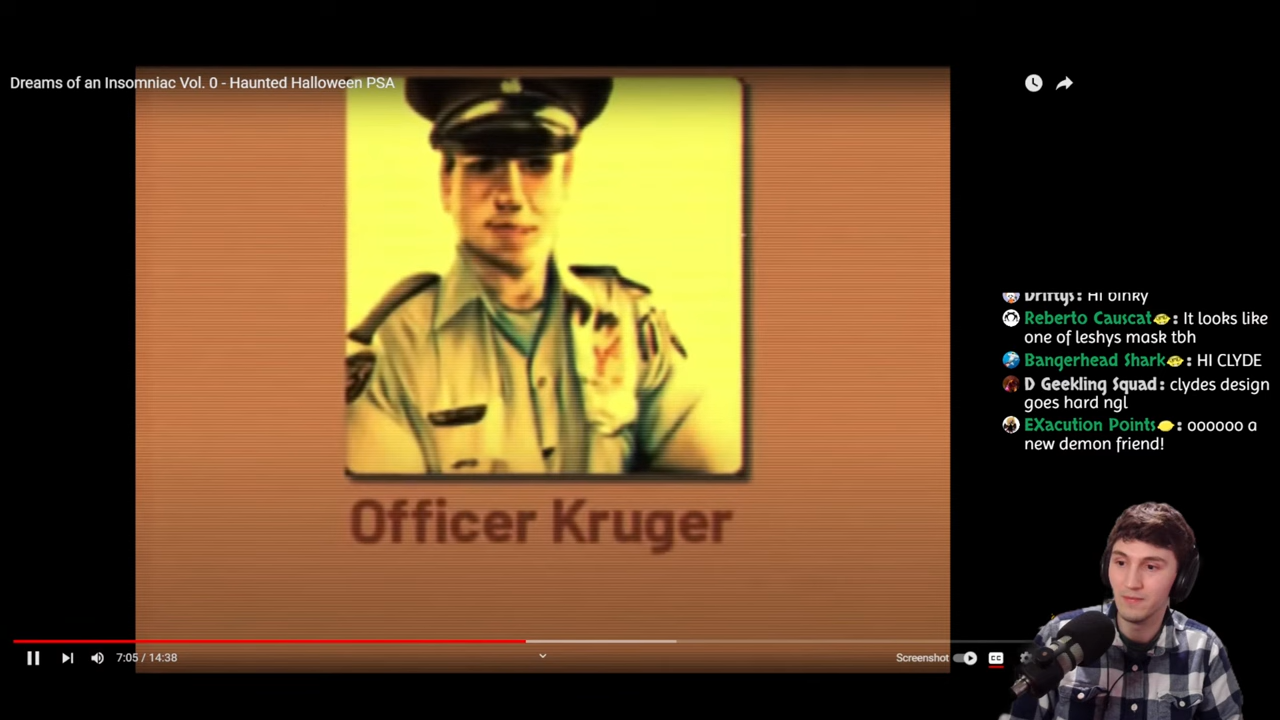 Dreams of an Insomniac Vol. 0 - Haunted Halloween PSA
Officer Kruger
Driftys: Hi oinky
Reberto Causcat: It looks like
one of leshys mask tbh
Bangerhead Shark: HI CLYDE
D Geekling Squad: clydes design
goes hard ngl
EXacution Points: oooooo a
new demon friend!
7:05 / 14:38
Screenshot
CC